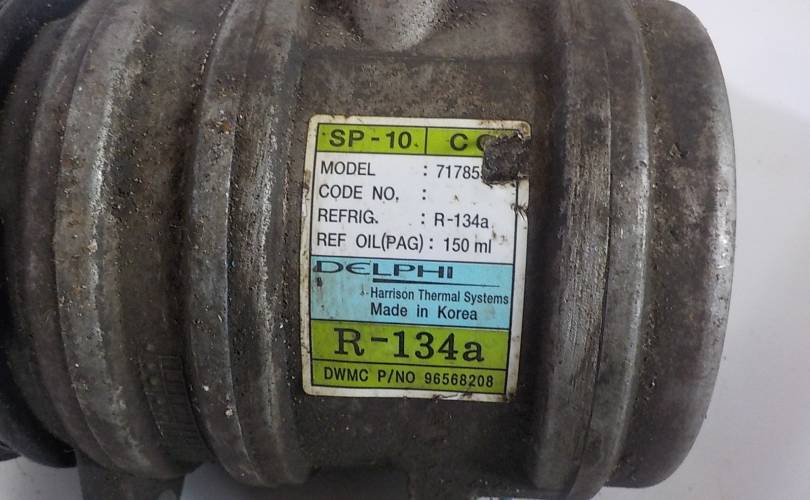 SP-10
MODEL :
CODE NO. :
REFRIG. : R-134a
REF OIL(PAG) : 150 ml
DELPHI
Harrison Thermal Systems
Made in Korea
R-134a
DWMC P/NO 96568208